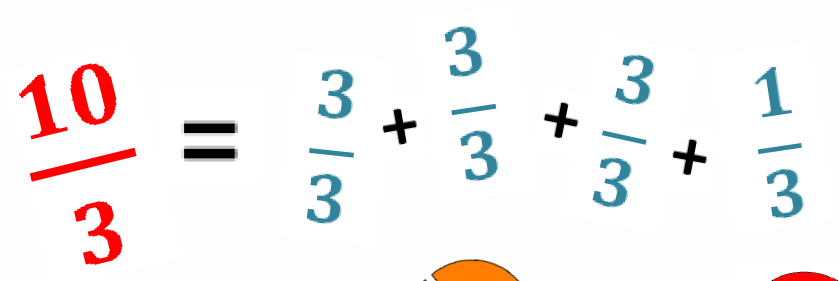 10/3 = 3/3 + 3/3 + 3/3 + 1/3